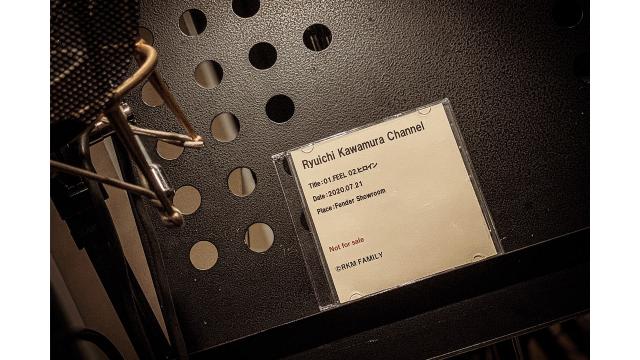 Ryuichi Kawamura Channel
Title:01.FEEL 02.ヒロイン
Date:2020.07.21
Place:Fender Showroom
Not for sale
©RKM FAMILY